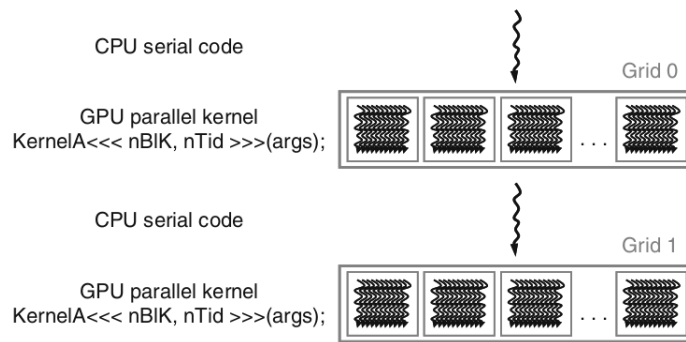 CPU serial code
Grid 0
GPU parallel kernel
KernelA<<< nBlK, nTid >>>(args);
. . .
CPU serial code
Grid 1
GPU parallel kernel
KernelA<<< nBlK, nTid >>>(args);
. . .